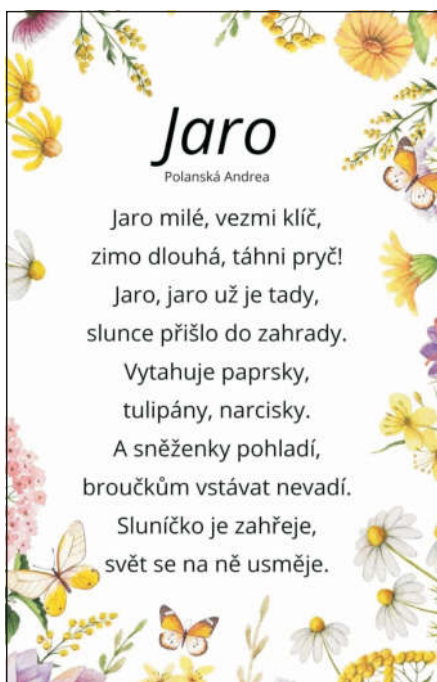 Jaro
Polanská Andrea
Jaro milé, vezmi klíč,
zimo dlouhá, táhni pryč!
Jaro, jaro už je tady,
slunce přišlo do zahrady.
Vytahuje paprsky,
tulipány, narcisky.
A sněženky pohladí,
broučkům vstávat nevadí.
Sluníčko je zahřeje,
svět se na ně usměje.